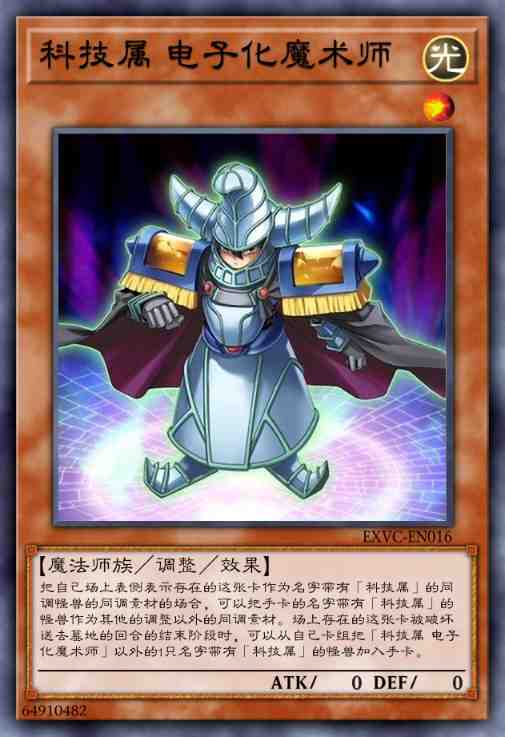 科技属 电子化魔术师
光
EXVC-EN016
【魔法师族／调整／效果】
把自己场上表侧表示存在的这张卡作为名字带有「科技属」的同
调怪兽的同调素材的场合，可以把手卡的名字带有「科技属」的
怪兽作为其他的调整以外的同调素材。场上存在的这张卡被破坏
送去墓地的回合的结束阶段时，可以从自己卡组把「科技属 电子
化魔术师」以外的1只名字带有「科技属」的怪兽加入手卡。
ATK/ 0 DEF/ 0
64910482